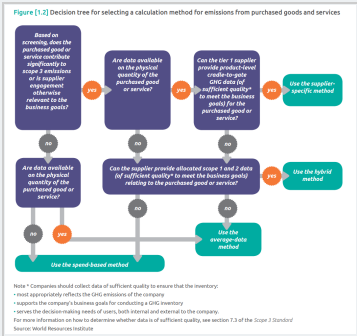 Figure [1.2] Decision tree for selecting a calculation method for emissions from purchased goods and services
Based on
screening, does the
purchased good or
service contribute
significantly to
scope 3 emissions
or is supplier
engagement
otherwise
relevant to the
business goals?
yes
Are data available
on the physical
quantity of the
purchased good
or service?
yes
Can the tier 1 supplier
provide product-level
cradle-to-gate
GHG data (of
sufficient quality*
to meet the business
goals) for the
purchased good or
service?
yes
Use the supplier-
specific method
no
no
no
Are data available
on the physical
quantity of the
purchased good or
service?
Can the supplier provide allocated scope 1 and 2 data
(of sufficient quality* to meet the business goals)
relating to the purchased good or service?
yes
Use the hybrid
method
no
yes
no
no
Use the
average-data
method
Use the spend-based method
Note * Companies should collect data of sufficient quality to ensure that the inventory:
• most appropriately reflects the GHG emissions of the company
• supports the company's business goals for conducting a GHG inventory
• serves the decision-making needs of users, both internal and external to the company.
For more information on how to determine whether data is of sufficient quality, see section 7.3 of the Scope 3 Standard
Source: World Resources Institute